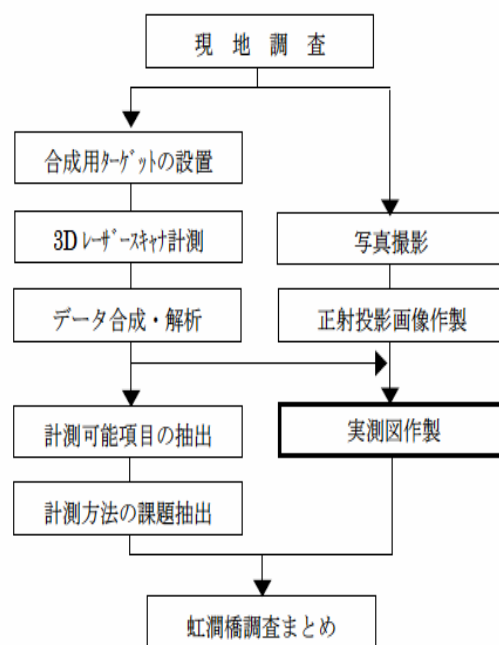 現 地 調 査
合成用ﾀｰｹﾞｯﾄの設置
3Dﾚｰｻﾞｰｽｷｬﾅ計測
写真撮影
データ合成・解析
正射投影画像作製
計測可能項目の抽出
実測図作製
計測方法の課題抽出
虹澗橋調査まとめ